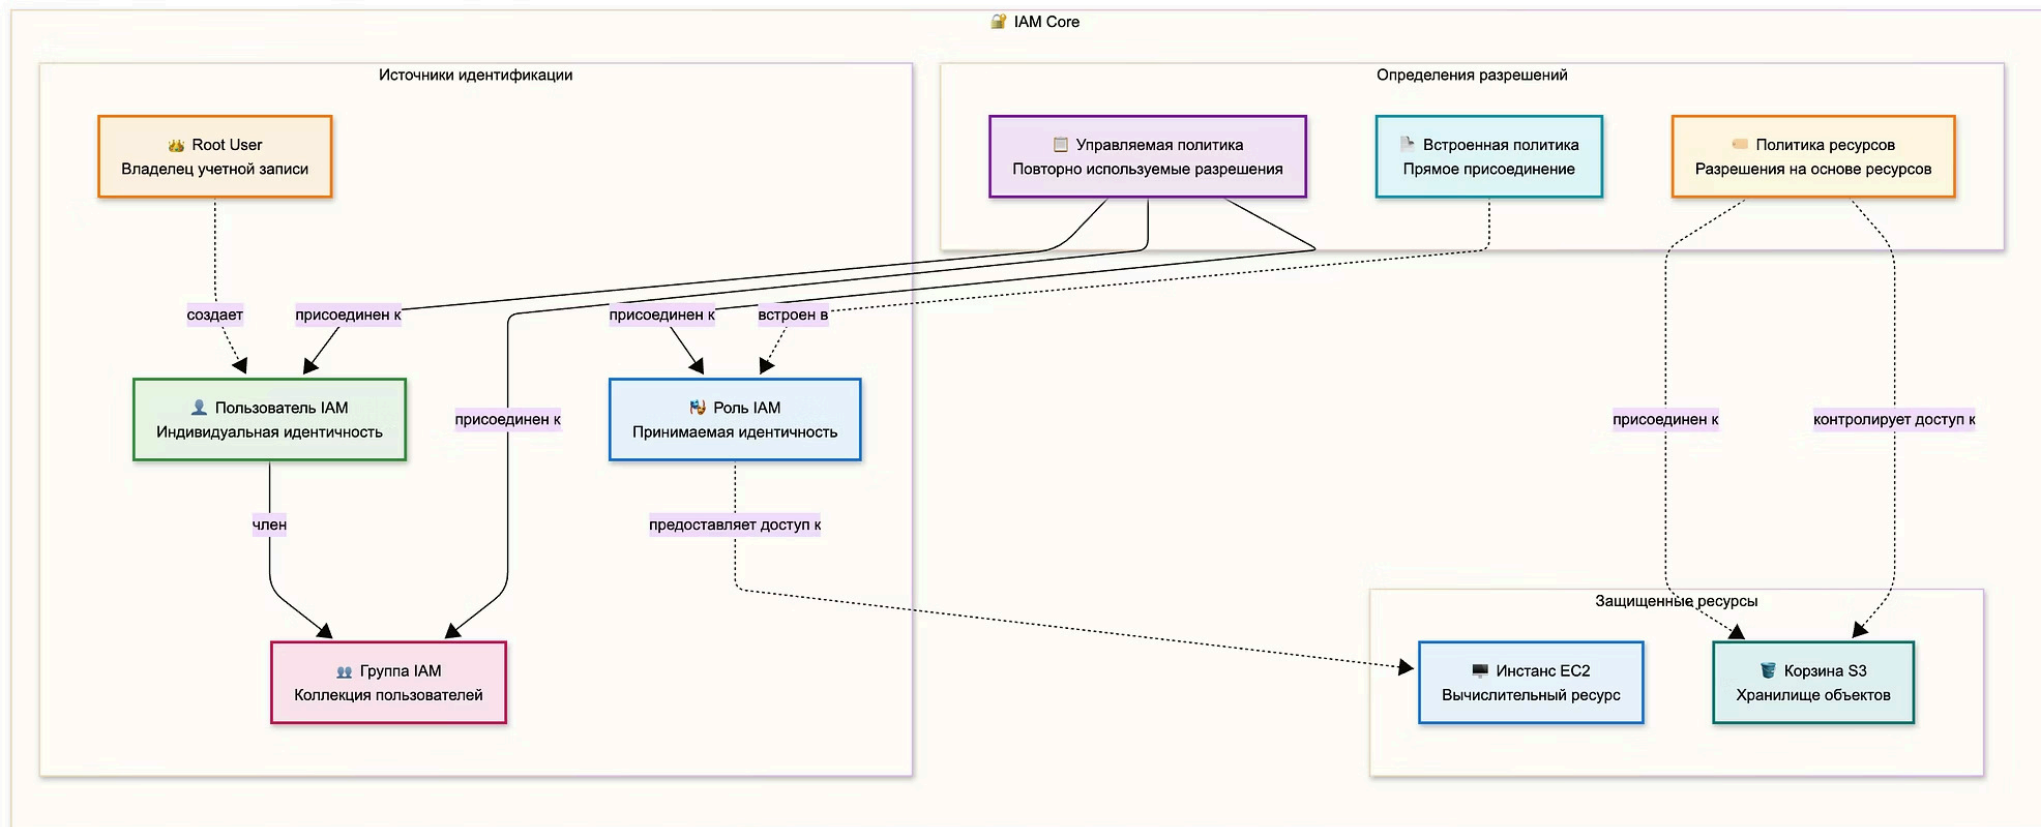 IAM Core
Источники идентификации
Определения разрешений
Root User
Владелец учетной записи
Управляемая политика
Повторно используемые разрешения
Встроенная политика
Прямое присоединение
Политика ресурсов
Разрешения на основе ресурсов
создает
присоединен к
присоединен к
встроен в
Пользователь IAM
Индивидуальная идентичность
присоединен к
Роль IAM
Принимаемая идентичность
присоединен к
контролирует доступ к
член
предоставляет доступ к
Защищенные ресурсы
Группа IAM
Коллекция пользователей
Инстанс EC2
Вычислительный ресурс
Корзина S3
Хранилище объектов